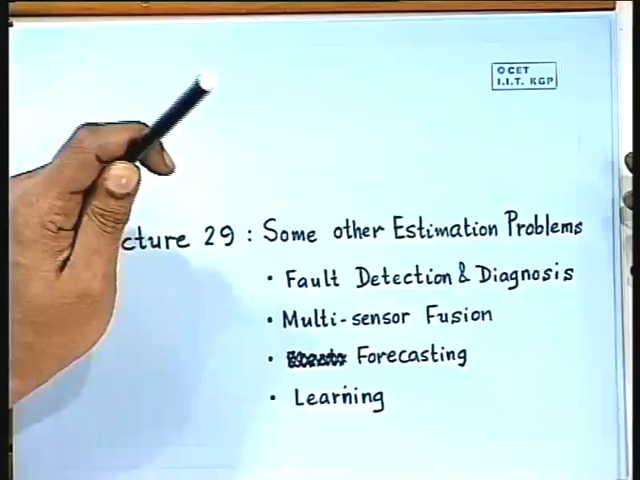 © CET
I.I.T. KGP
cture 29 : Some other Estimation Problems
• Fault Detection & Diagnosis
• Multi-sensor Fusion
• Forecasting
• Learning